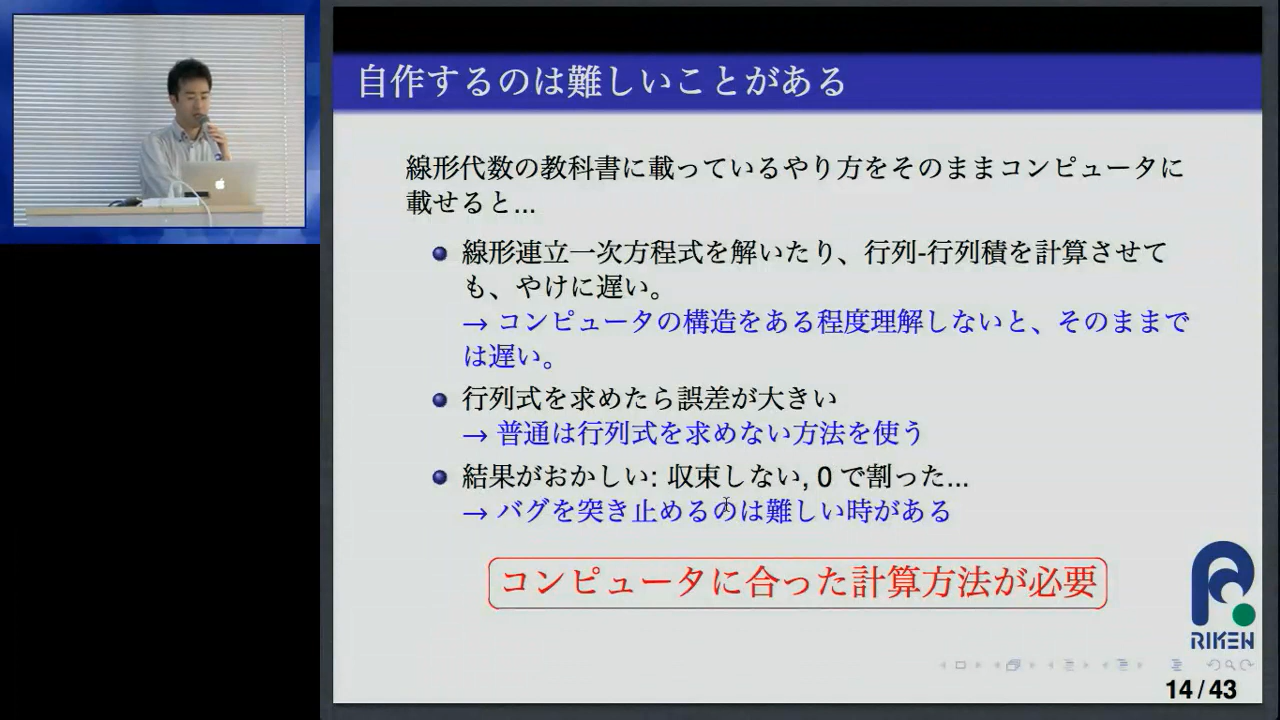 自作するのは難しいことがある
線形代数の教科書に載っているやり方をそのままコンピュータに
載せると...
線形連立一次方程式を解いたり、行列-行列積を計算させて
も、やけに遅い。
→ コンピュータの構造をある程度理解しないと、そのままで
は遅い。
行列式を求めたら誤差が大きい
→ 普通は行列式を求めない方法を使う
結果がおかしい: 収束しない, 0 で割った...
→ バグを突き止めるのは難しい時がある
コンピュータに合った計算方法が必要
RIKEN
14 / 43